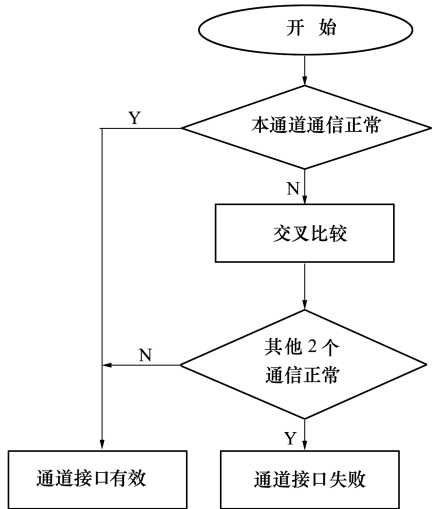 开 始
本通道通信正常
Y
N
交叉比较
其他2个
通信正常
N
Y
通道接口有效
通道接口失败